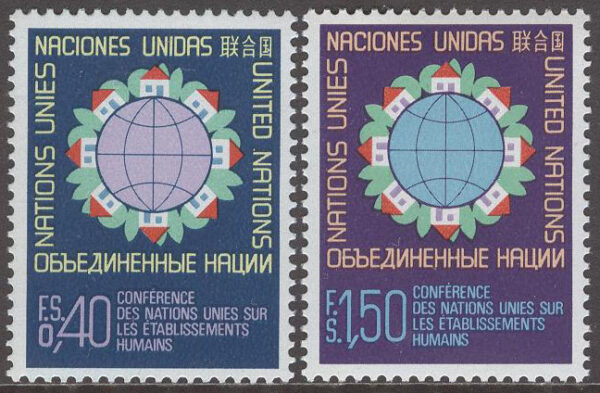 NACIONES UNIDAS 联合国
NATIONS UNIES
UNITED NATIONS
ОБЪЕДИНЕННЫЕ НАЦИИ
F.S.
0,40
CONFÉRENCE
DES NATIONS UNIES SUR
LES ÉTABLISSEMENTS
HUMAINS
NACIONES UNIDAS 联合国
NATIONS UNIES
UNITED NATIONS
ОБЪЕДИНЕННЫЕ НАЦИИ
F.
S. 1,50
CONFÉRENCE
DES NATIONS UNIES SUR
LES ÉTABLISSEMENTS
HUMAINS